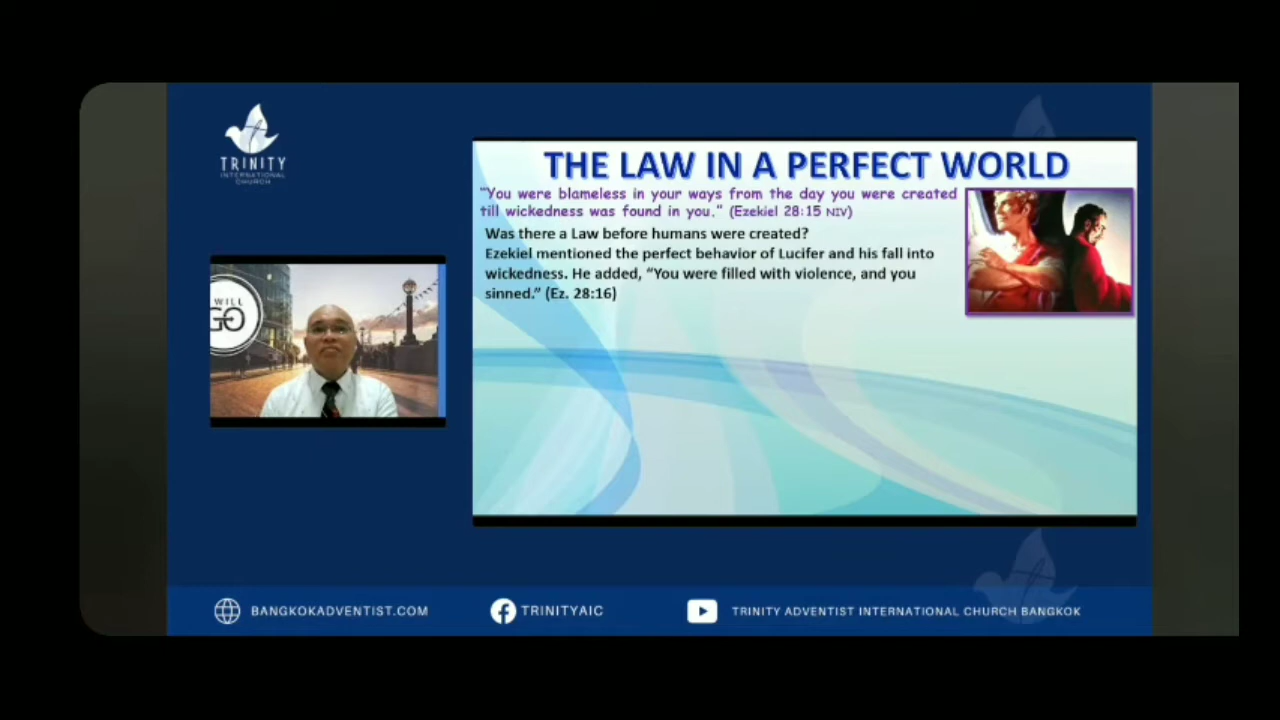 TRINITY
INTERNATIONAL
CHURCH
THE LAW IN A PERFECT WORLD
"You were blameless in your ways from the day you were created
till wickedness was found in you." (Ezekiel 28:15 NIV)
Was there a Law before humans were created?
Ezekiel mentioned the perfect behavior of Lucifer and his fall into
wickedness. He added, "You were filled with violence, and you
sinned." (Ez. 28:16)
WILL
GO
BANGKOKADVENTIST.COM
TRINITYAIC
TRINITY ADVENTIST INTERNATIONAL CHURCH BANGKOK